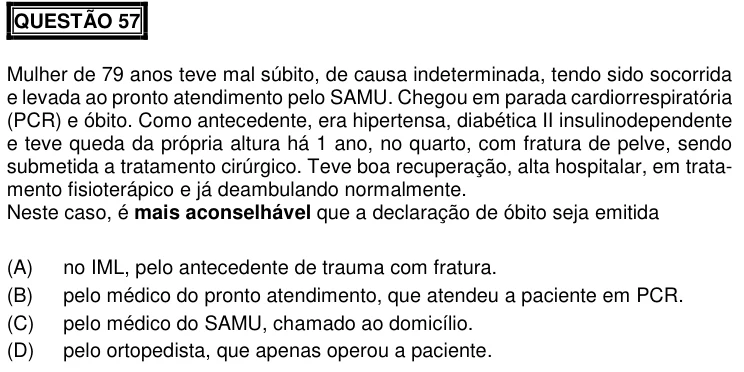 QUESTÃO 57
Mulher de 79 anos teve mal súbito, de causa indeterminada, tendo sido socorrida
e levada ao pronto atendimento pelo SAMU. Chegou em parada cardiorrespiratória
(PCR) e óbito. Como antecedente, era hipertensa, diabética II insulinodependente
e teve queda da própria altura há 1 ano, no quarto, com fratura de pelve, sendo
submetida a tratamento cirúrgico. Teve boa recuperação, alta hospitalar, em trata-
mento fisioterápico e já deambulando normalmente.
Neste caso, é mais aconselhável que a declaração de óbito seja emitida
(A) no IML, pelo antecedente de trauma com fratura.
(B) pelo médico do pronto atendimento, que atendeu a paciente em PCR.
(C) pelo médico do SAMU, chamado ao domicílio.
(D) pelo ortopedista, que apenas operou a paciente.